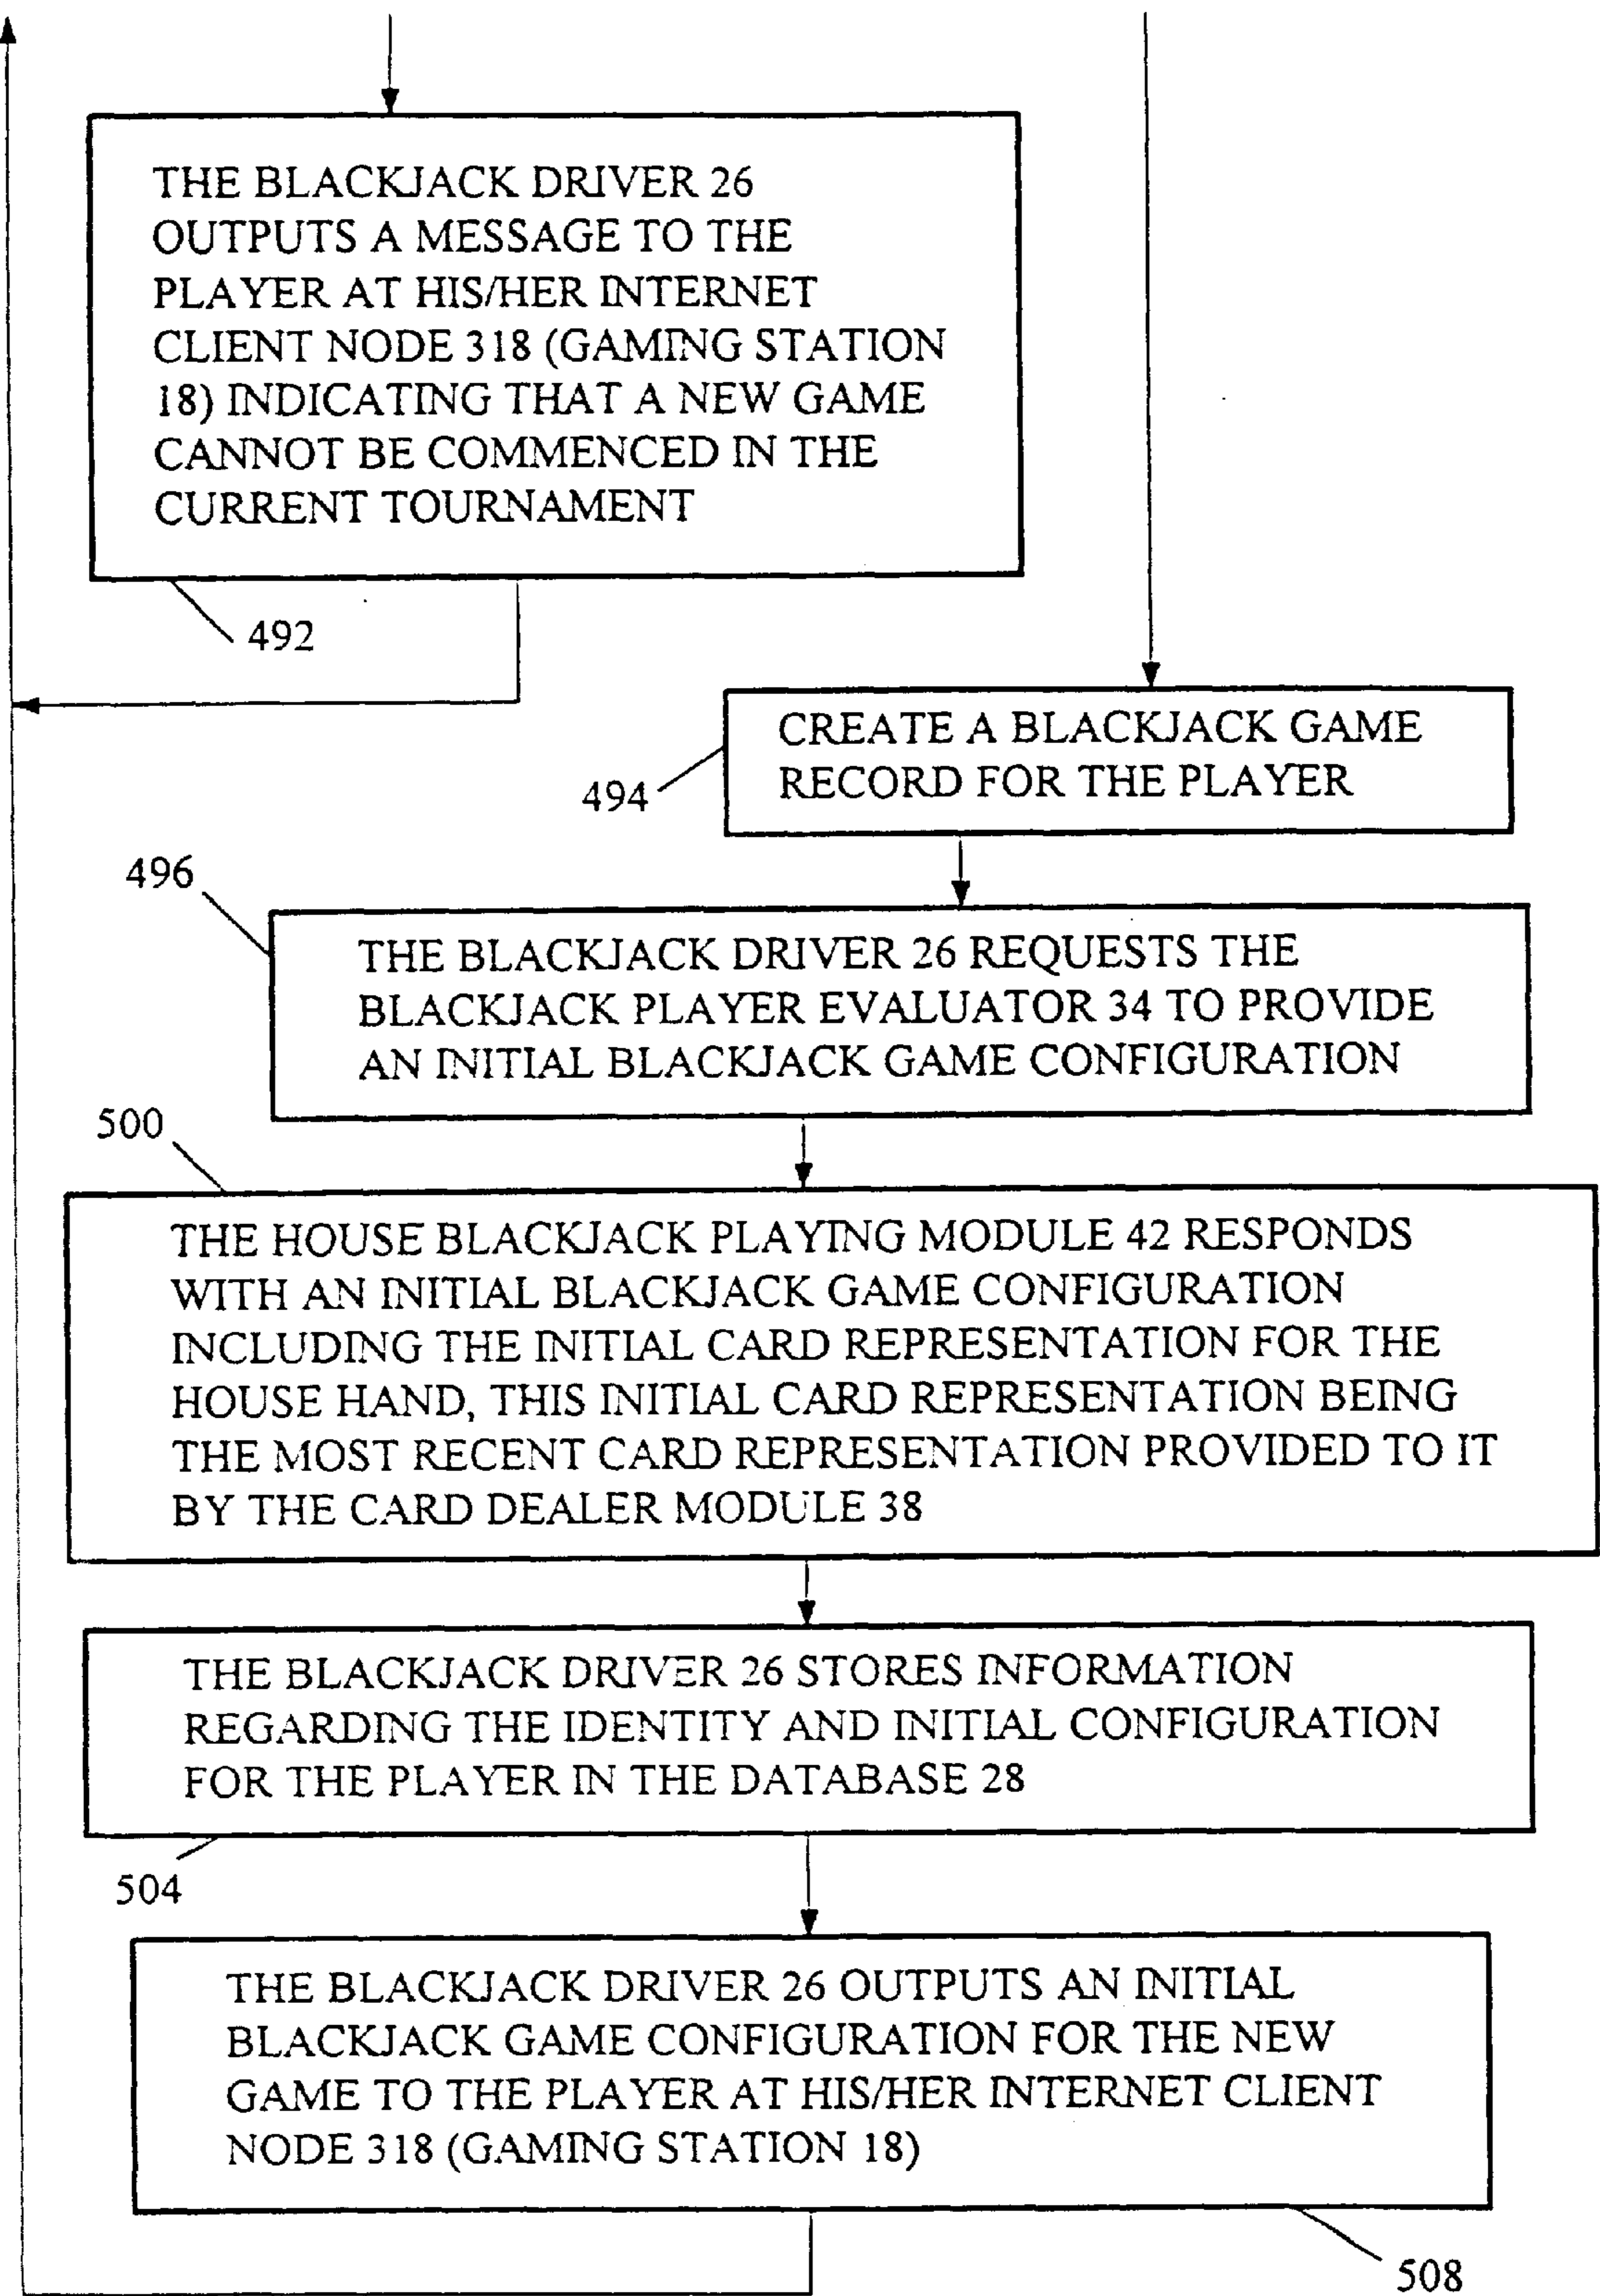 THE BLACKJACK DRIVER 26
OUTPUTS A MESSAGE TO THE
PLAYER AT HIS/HER INTERNET
CLIENT NODE 318 (GAMING STATION
18) INDICATING THAT A NEW GAME
CANNOT BE COMMENCED IN THE
CURRENT TOURNAMENT
492
CREATE A BLACKJACK GAME
RECORD FOR THE PLAYER
494
496
THE BLACKJACK DRIVER 26 REQUESTS THE
BLACKJACK PLAYER EVALUATOR 34 TO PROVIDE
AN INITIAL BLACKJACK GAME CONFIGURATION
500
THE HOUSE BLACKJACK PLAYING MODULE 42 RESPONDS
WITH AN INITIAL BLACKJACK GAME CONFIGURATION
INCLUDING THE INITIAL CARD REPRESENTATION FOR THE
HOUSE HAND, THIS INITIAL CARD REPRESENTATION BEING
THE MOST RECENT CARD REPRESENTATION PROVIDED TO IT
BY THE CARD DEALER MODULE 38
THE BLACKJACK DRIVER 26 STORES INFORMATION
REGARDING THE IDENTITY AND INITIAL CONFIGURATION
FOR THE PLAYER IN THE DATABASE 28
504
THE BLACKJACK DRIVER 26 OUTPUTS AN INITIAL
BLACKJACK GAME CONFIGURATION FOR THE NEW
GAME TO THE PLAYER AT HIS/HER INTERNET CLIENT
NODE 318 (GAMING STATION 18)
508